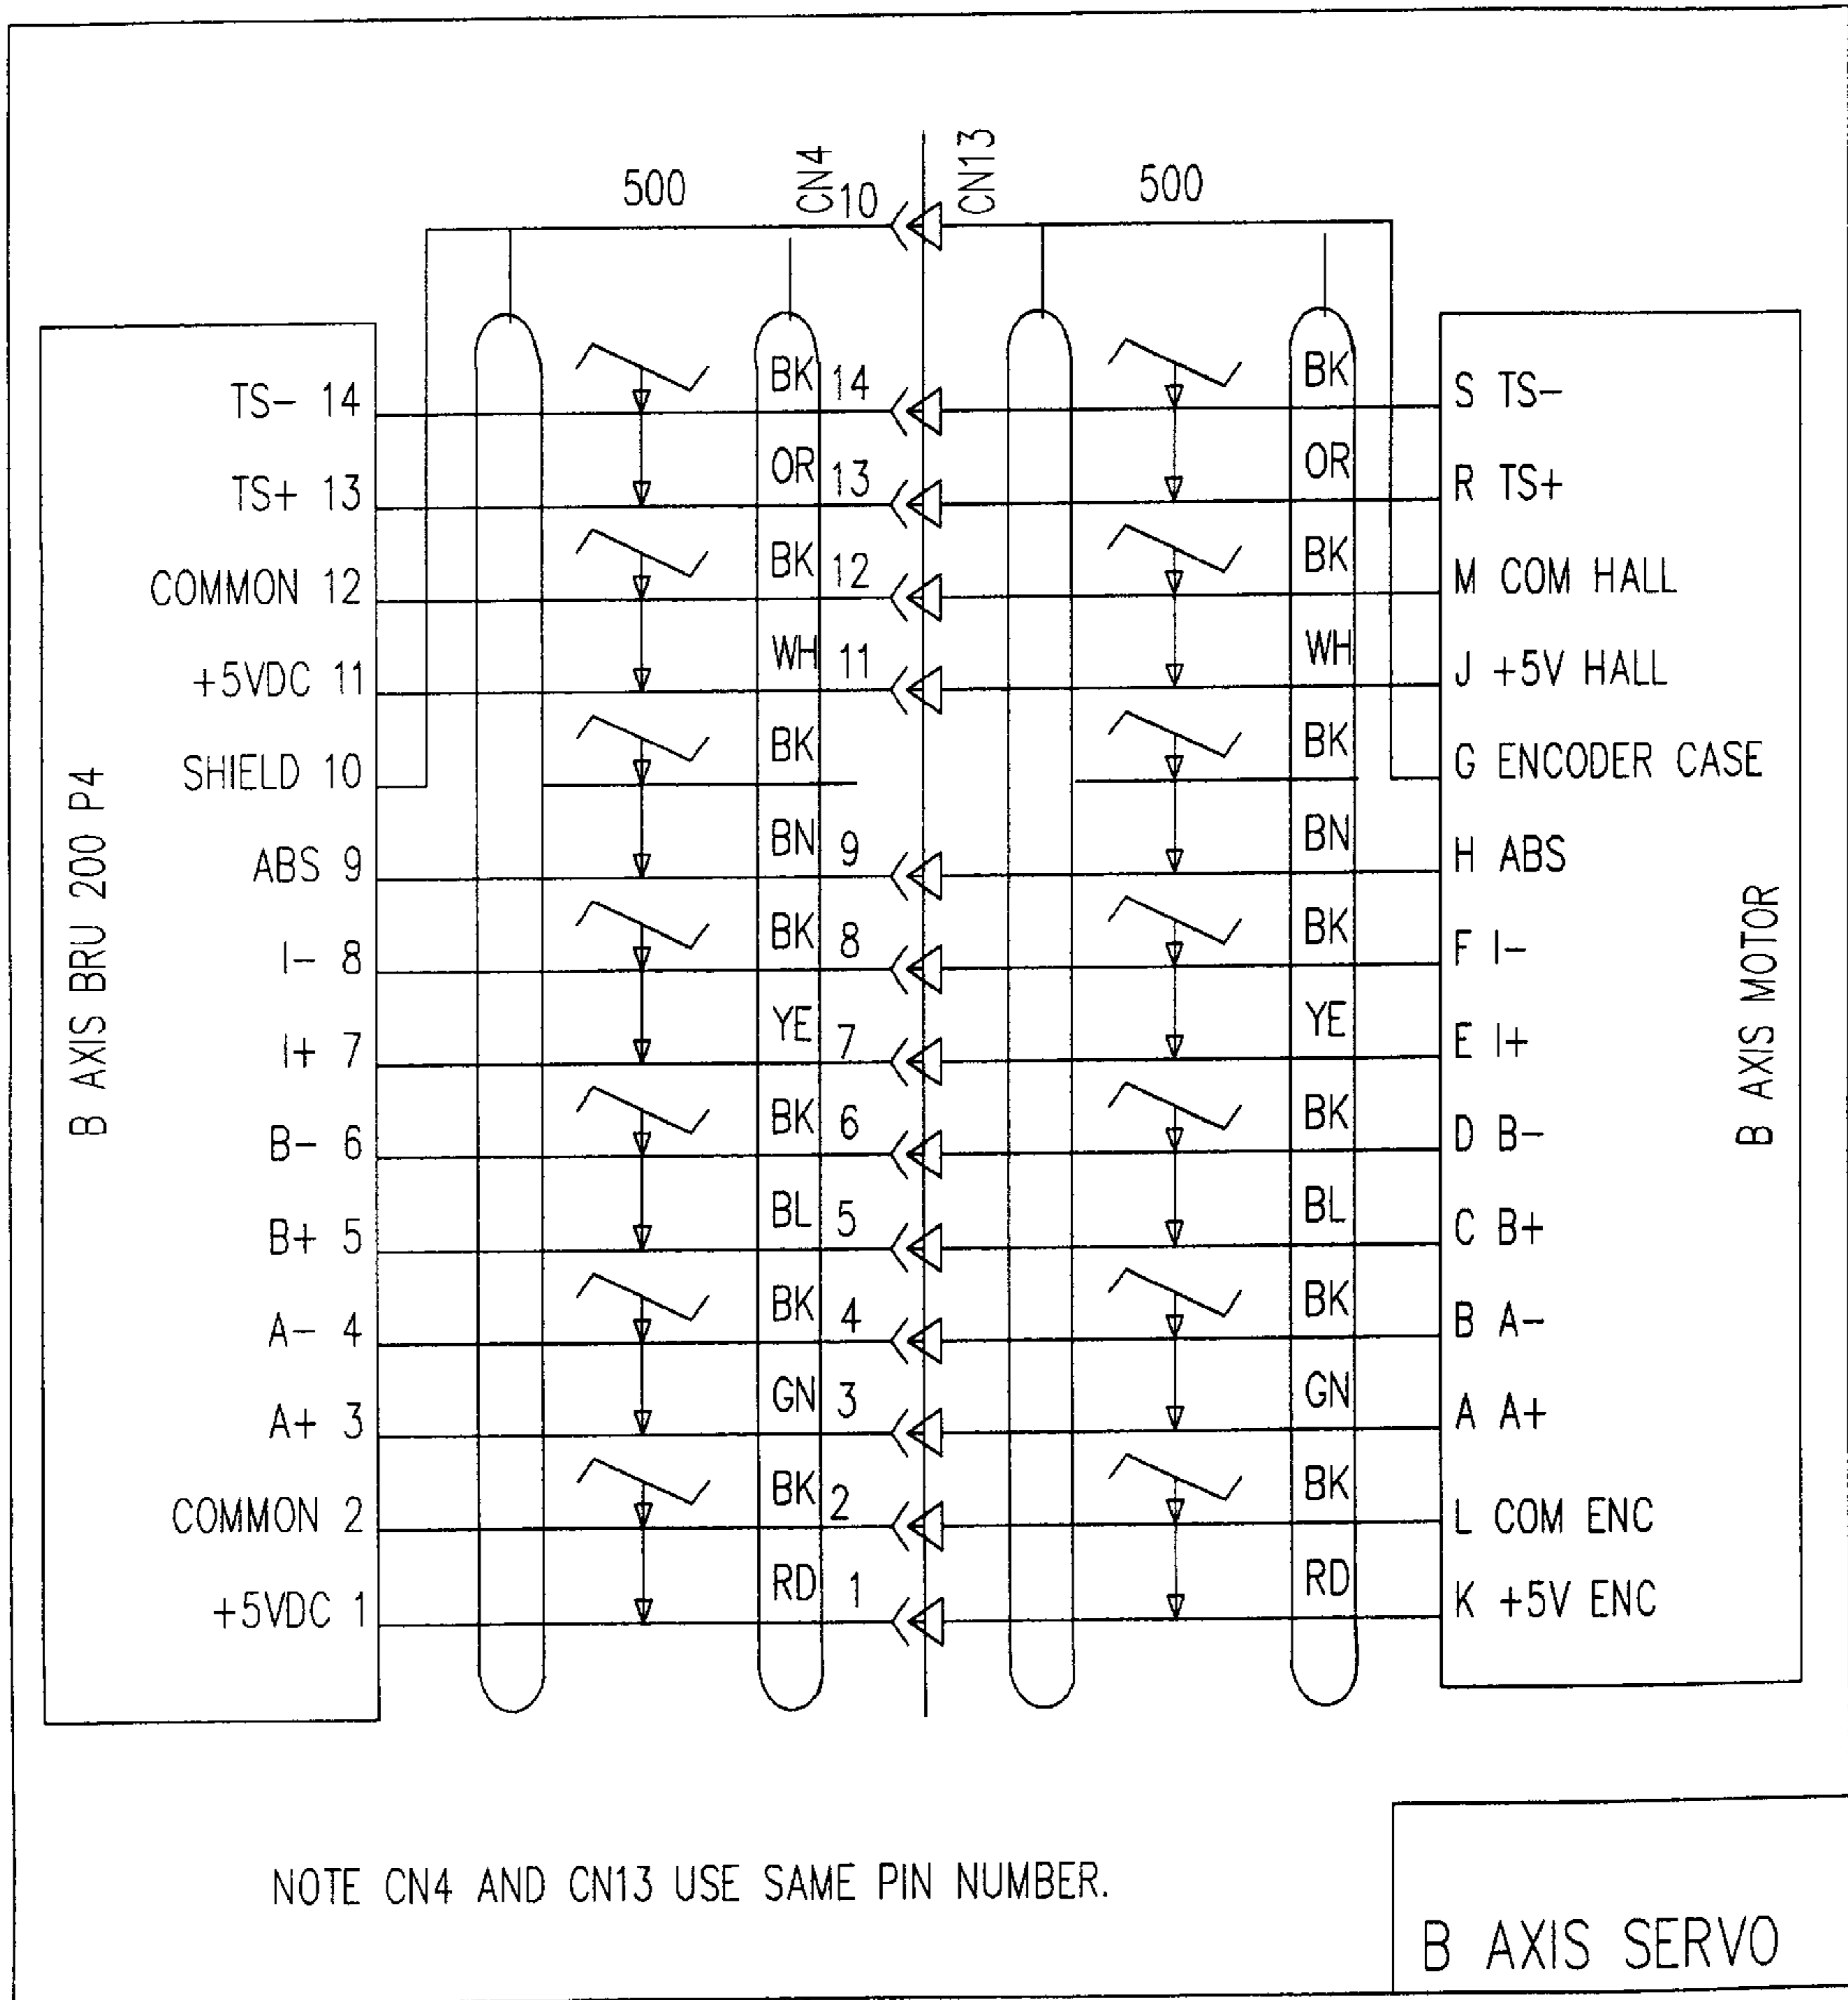 500 CN4 10 CN13 500
B AXIS BRU 200 P4
TS- 14 BK 14 BK S TS-
TS+ 13 OR 13 OR R TS+
COMMON 12 BK 12 BK M COM HALL
+5VDC 11 WH 11 WH J +5V HALL
SHIELD 10 BK BK G ENCODER CASE
ABS 9 BN 9 BN H ABS
I- 8 BK 8 BK F I-
I+ 7 YE 7 YE E I+
B- 6 BK 6 BK D B-
B+ 5 BL 5 BL C B+
A- 4 BK 4 BK B A-
A+ 3 GN 3 GN A A+
COMMON 2 BK 2 BK L COM ENC
+5VDC 1 RD 1 RD K +5V ENC
B AXIS MOTOR
NOTE CN4 AND CN13 USE SAME PIN NUMBER.
B AXIS SERVO